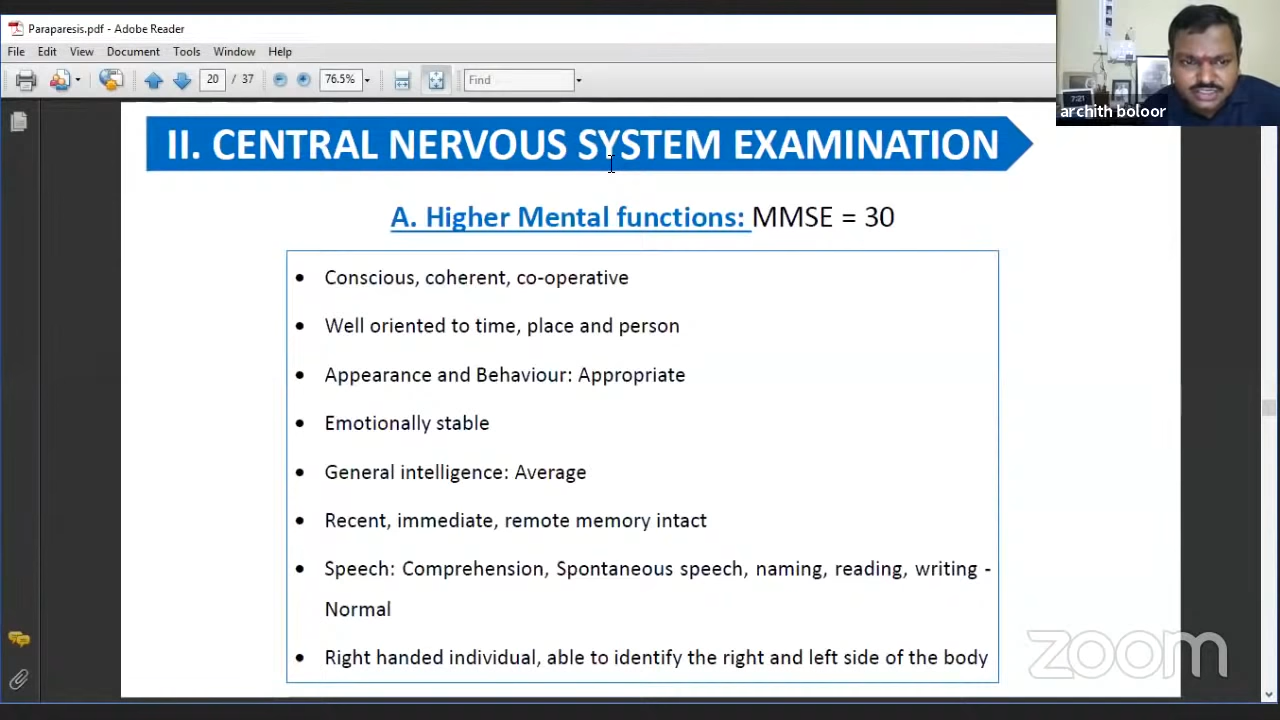 Paraparesis.pdf - Adobe Reader
File Edit View Document Tools Window Help
20 / 37 76.5% Find
archith boloor
7:21
II. CENTRAL NERVOUS SYSTEM EXAMINATION
A. Higher Mental functions: MMSE = 30
• Conscious, coherent, co-operative
• Well oriented to time, place and person
• Appearance and Behaviour: Appropriate
• Emotionally stable
• General intelligence: Average
• Recent, immediate, remote memory intact
• Speech: Comprehension, Spontaneous speech, naming, reading, writing -
Normal
• Right handed individual, able to identify the right and left side of the body
zoom